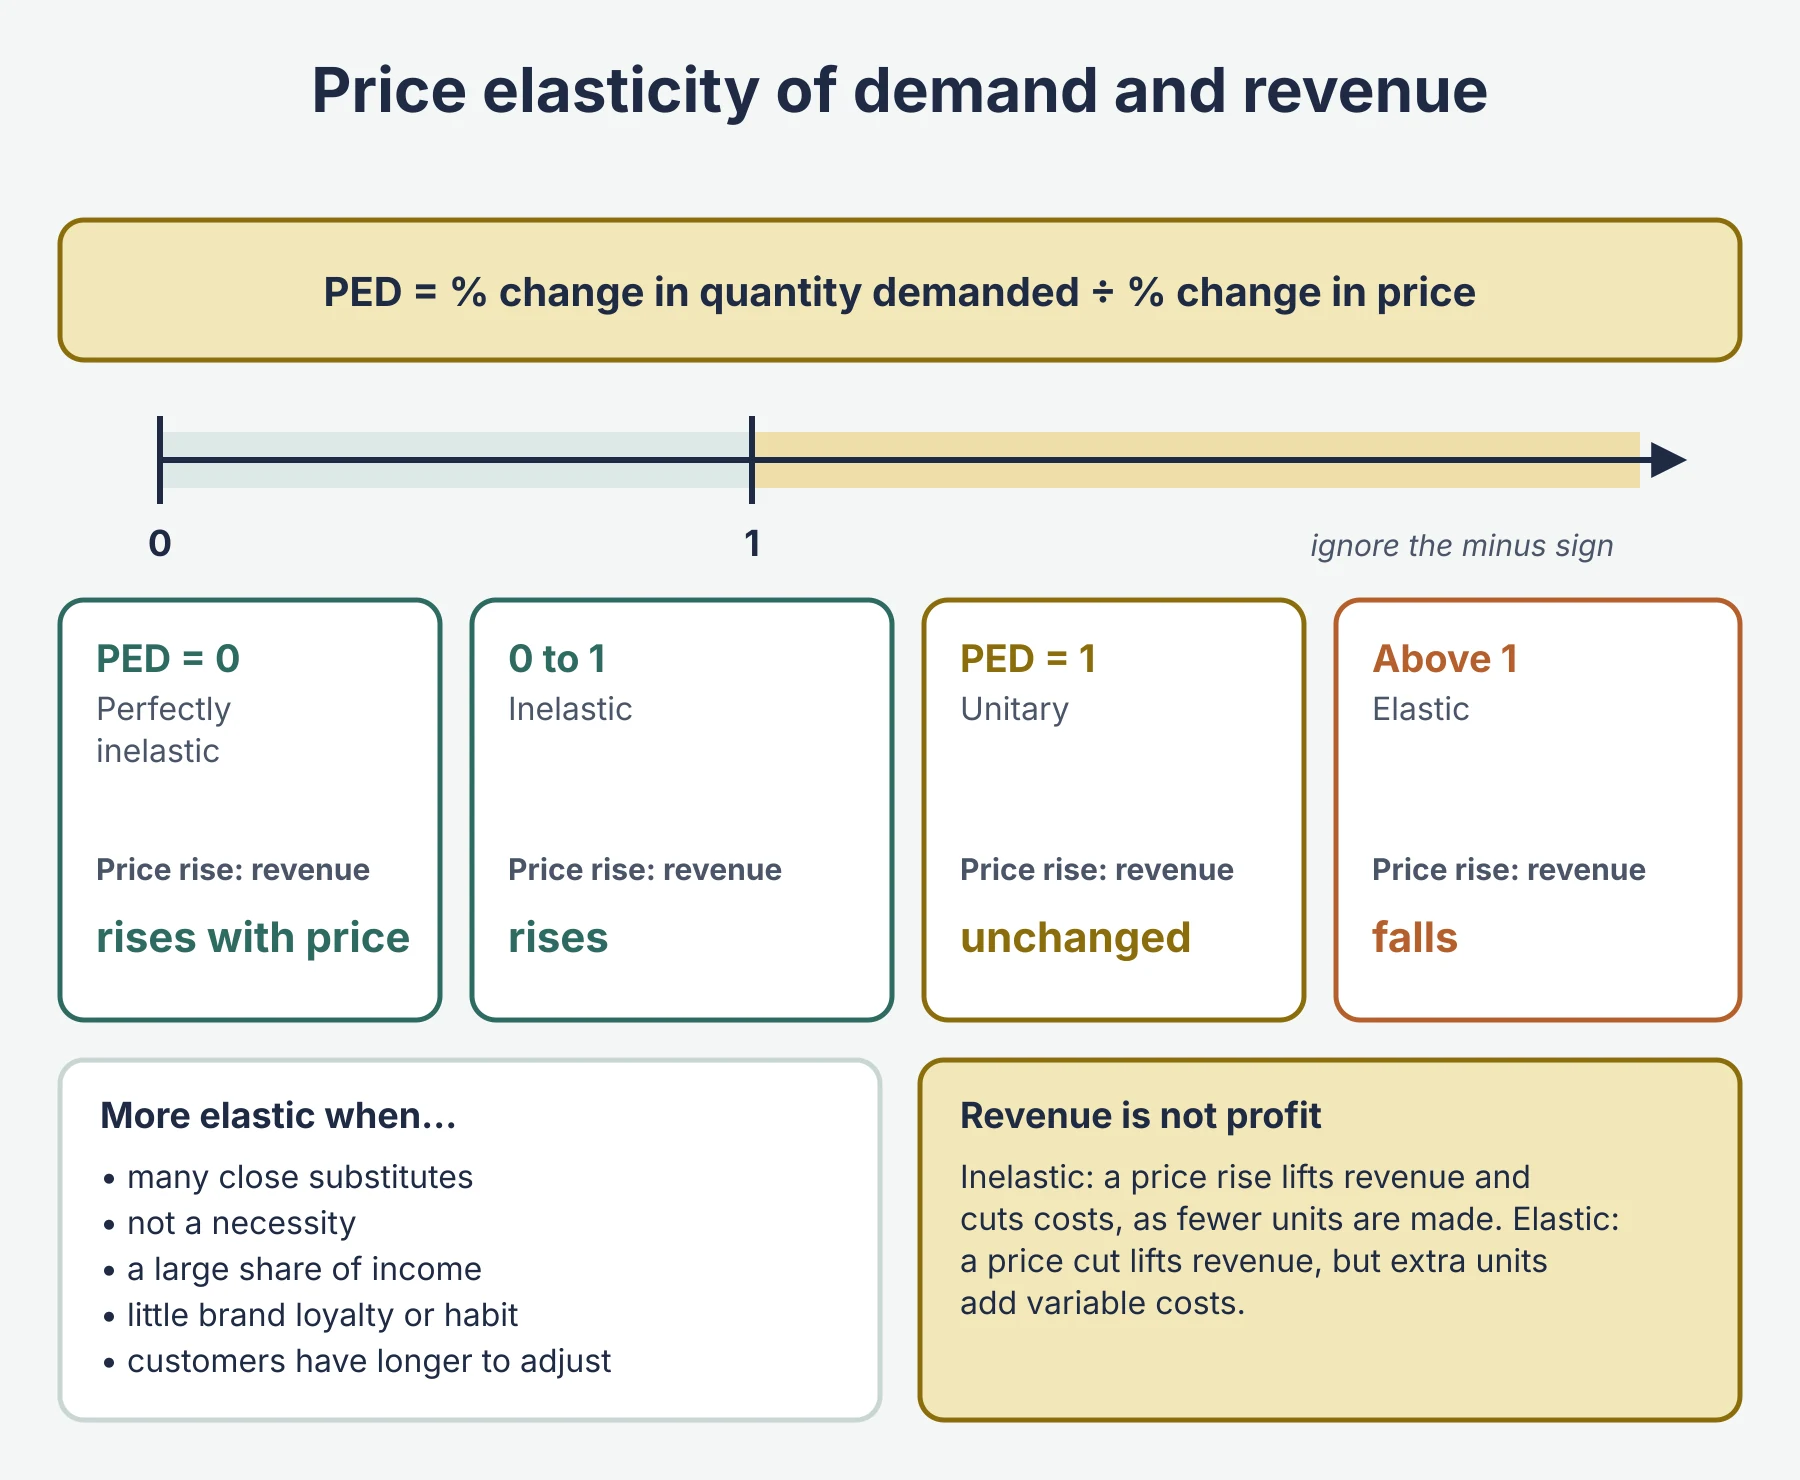 Price elasticity of demand and revenue
PED = % change in quantity demanded ÷ % change in price
0
1
ignore the minus sign
PED = 0
Perfectly
inelastic
Price rise: revenue
rises with price
0 to 1
Inelastic
Price rise: revenue
rises
PED = 1
Unitary
Price rise: revenue
unchanged
Above 1
Elastic
Price rise: revenue
falls
More elastic when...
• many close substitutes
• not a necessity
• a large share of income
• little brand loyalty or habit
• customers have longer to adjust
Revenue is not profit
Inelastic: a price rise lifts revenue and
cuts costs, as fewer units are made. Elastic:
a price cut lifts revenue, but extra units
add variable costs.